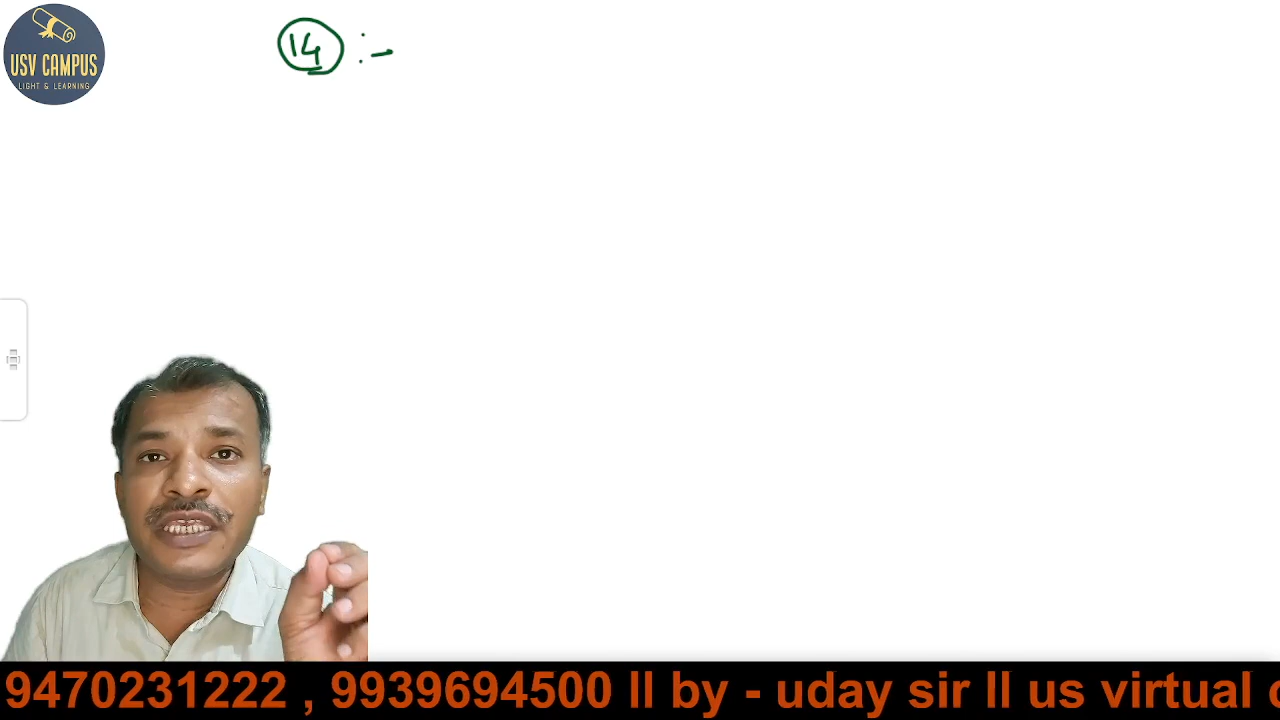 USV CAMPUS
LIGHT & LEARNING
14 :-
9470231222 , 9939694500 ll by - uday sir ll us virtual c